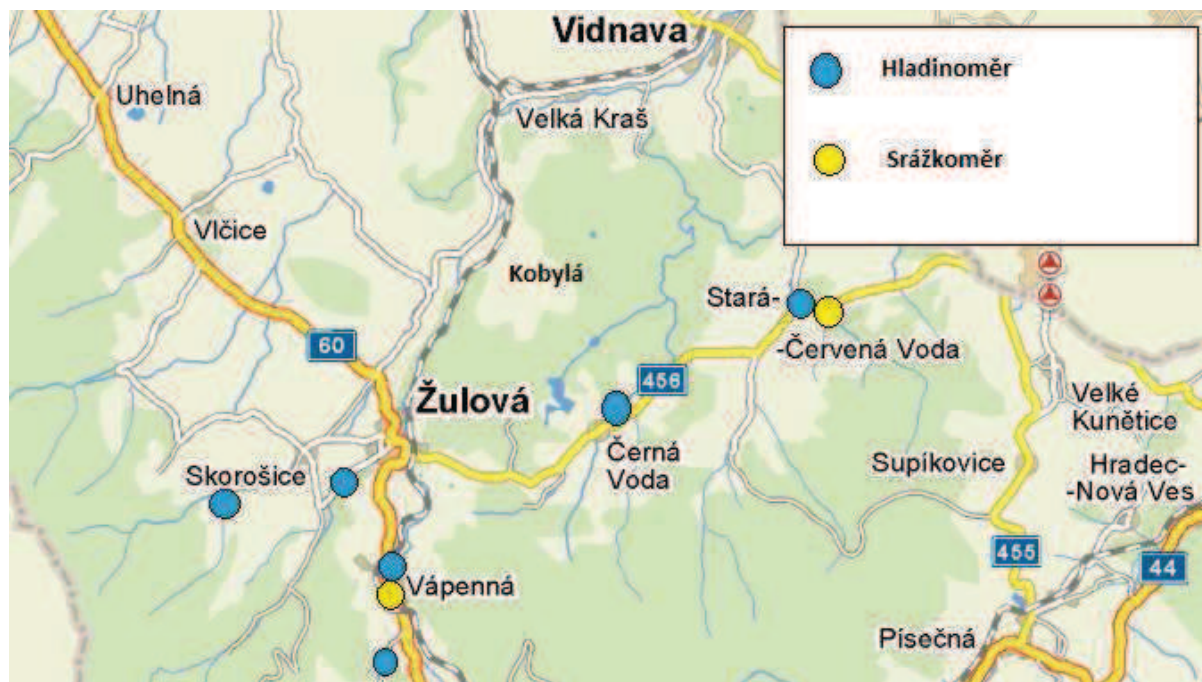 Vidnava
Hladinoměr
Uhelná
Velká Kraš
Srážkoměr
Vlčice
Kobylá
Stará-
-Červená Voda
60
456
Žulová
Velké
Kunětice
Černá
Voda
Skorošice
Supíkovice
Hradec-
-Nová Ves
455
44
Vápenná
Písečná